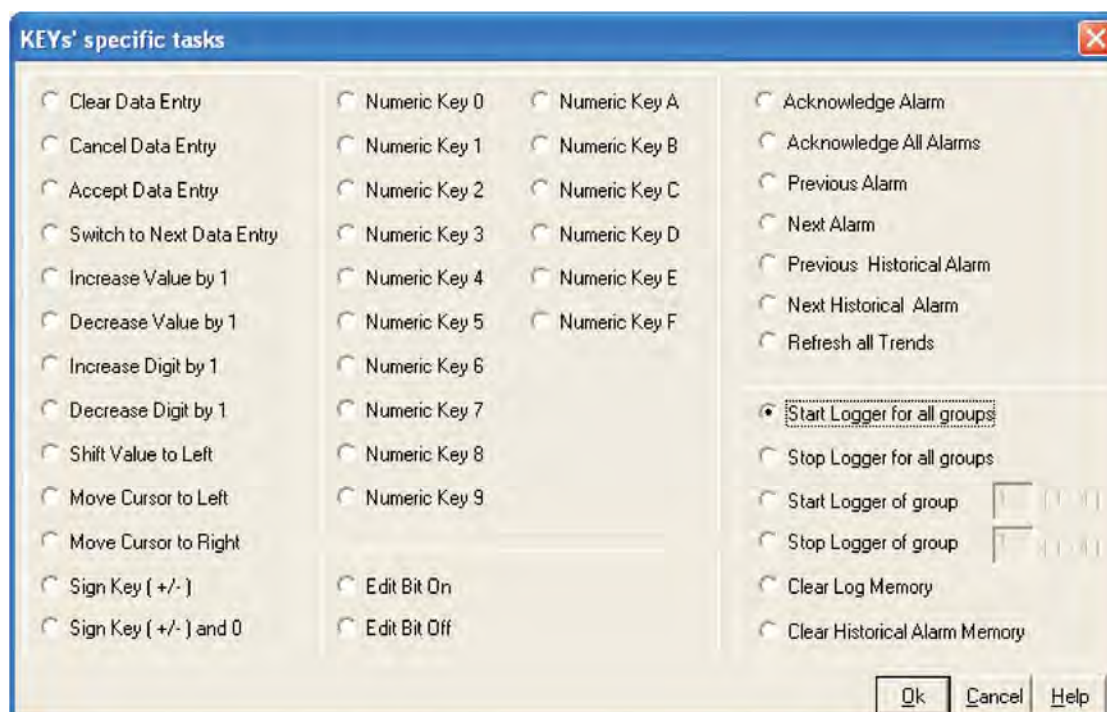 KEYs' specific tasks
Clear Data Entry
Cancel Data Entry
Accept Data Entry
Switch to Next Data Entry
Increase Value by 1
Decrease Value by 1
Increase Digit by 1
Decrease Digit by 1
Shift Value to Left
Move Cursor to Left
Move Cursor to Right
Sign Key ( +/- )
Sign Key ( +/- ) and 0
Numeric Key 0
Numeric Key 1
Numeric Key 2
Numeric Key 3
Numeric Key 4
Numeric Key 5
Numeric Key 6
Numeric Key 7
Numeric Key 8
Numeric Key 9
Edit Bit On
Edit Bit Off
Numeric Key A
Numeric Key B
Numeric Key C
Numeric Key D
Numeric Key E
Numeric Key F
Acknowledge Alarm
Acknowledge All Alarms
Previous Alarm
Next Alarm
Previous Historical Alarm
Next Historical Alarm
Refresh all Trends
Start Logger for all groups
Stop Logger for all groups
Start Logger of group
Stop Logger of group
Clear Log Memory
Clear Historical Alarm Memory
Ok Cancel Help